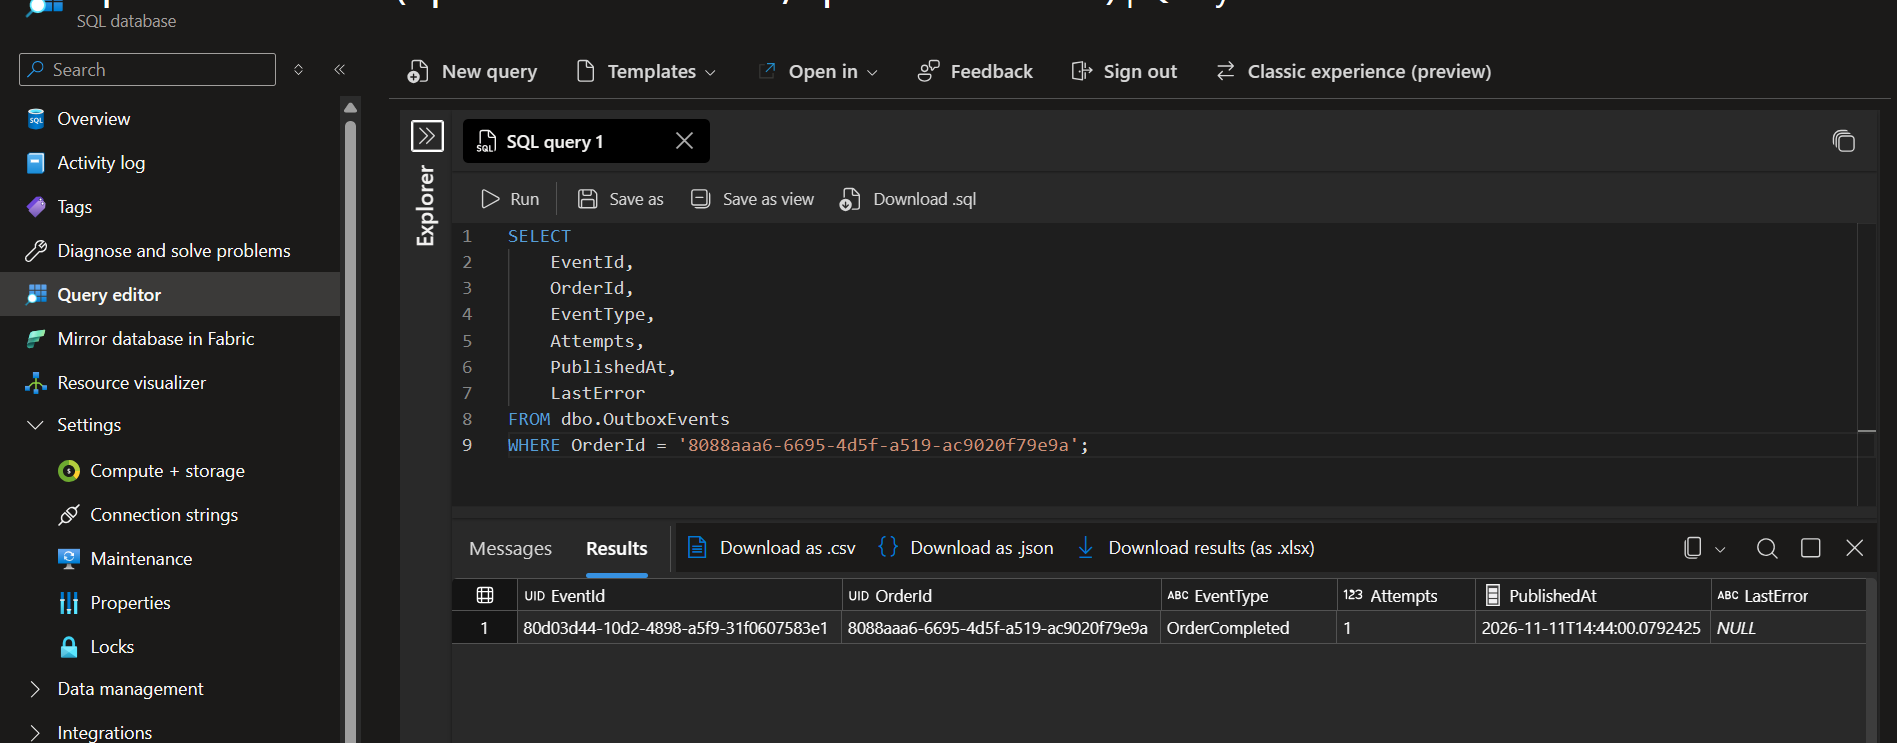 SQL database
Search
Overview
Activity log
Tags
Diagnose and solve problems
Query editor
Mirror database in Fabric
Resource visualizer
Settings
Compute + storage
Connection strings
Maintenance
Properties
Locks
Data management
Integrations
New query Templates Open in Feedback Sign out Classic experience (preview)
Explorer
SQL query 1
Run Save as Save as view Download .sql
1 SELECT
2 EventId,
3 OrderId,
4 EventType,
5 Attempts,
6 PublishedAt,
7 LastError
8 FROM dbo.OutboxEvents
9 WHERE OrderId = '8088aaa6-6695-4d5f-a519-ac9020f79e9a';
Messages Results Download as .csv Download as .json Download results (as .xlsx)
UID EventId UID OrderId ABC EventType 123 Attempts PublishedAt ABC LastError
1 80d03d44-10d2-4898-a5f9-31f0607583e1 8088aaa6-6695-4d5f-a519-ac9020f79e9a OrderCompleted 1 2026-11-11T14:44:00.0792425 NULL